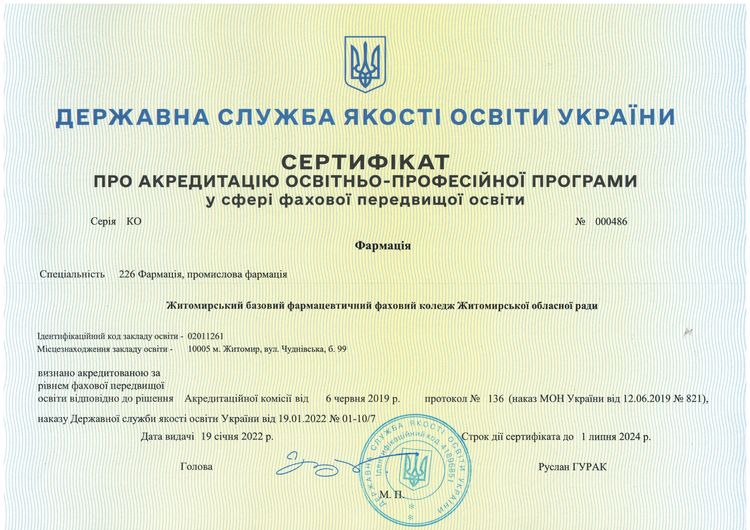 ДЕРЖАВНА СЛУЖБА ЯКОСТІ ОСВІТИ УКРАЇНИ
СЕРТИФІКАТ
ПРО АКРЕДИТАЦІЮ ОСВІТНЬО-ПРОФЕСІЙНОЇ ПРОГРАМИ
у сфері фахової передвищої освіти
Серія КО № 000486
Фармація
Спеціальність 226 Фармація, промислова фармація
Житомирський базовий фармацевтичний фаховий коледж Житомирської обласної ради
Ідентифікаційний код закладу освіти - 02011261
Місцезнаходження закладу освіти - 10005 м. Житомир, вул. Чуднівська, б. 99
визнано акредитованою за
рівнем фахової передвищої
освіти відповідно до рішення Акредитаційної комісії від 6 червня 2019 р. протокол № 136 (наказ МОН України від 12.06.2019 № 821),
наказу Державної служби якості освіти України від 19.01.2022 № 01-10/7
Дата видачі 19 січня 2022 р. Строк дії сертифіката до 1 липня 2024 р.
Голова Руслан ГУРАК
М. П.
ДЕРЖАВНА СЛУЖБА ЯКОСТІ ОСВІТИ УКРАЇНИ
Ідентифікаційний код 41896851